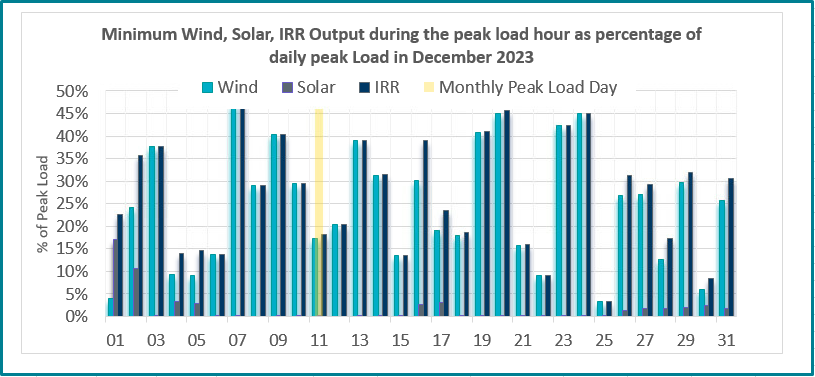 Minimum Wind, Solar, IRR Output during the peak load hour as percentage of
daily peak Load in December 2023
Wind Solar IRR Monthly Peak Load Day
% of Peak Load
50%
45%
40%
35%
30%
25%
20%
15%
10%
5%
0%
01 03 05 07 09 11 13 15 17 19 21 23 25 27 29 31